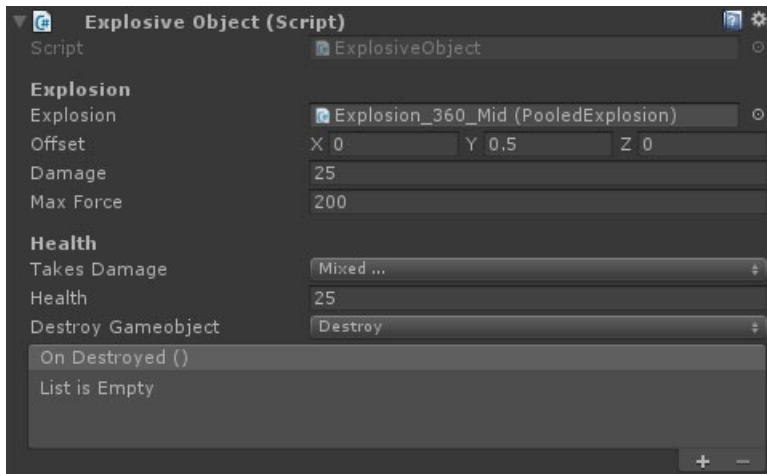 Explosive Object (Script)
Script ExplosiveObject
Explosion
Explosion Explosion_360_Mid (PooledExplosion)
Offset X 0 Y 0.5 Z 0
Damage 25
Max Force 200
Health
Takes Damage Mixed ...
Health 25
Destroy Gameobject Destroy
On Destroyed ()
List is Empty